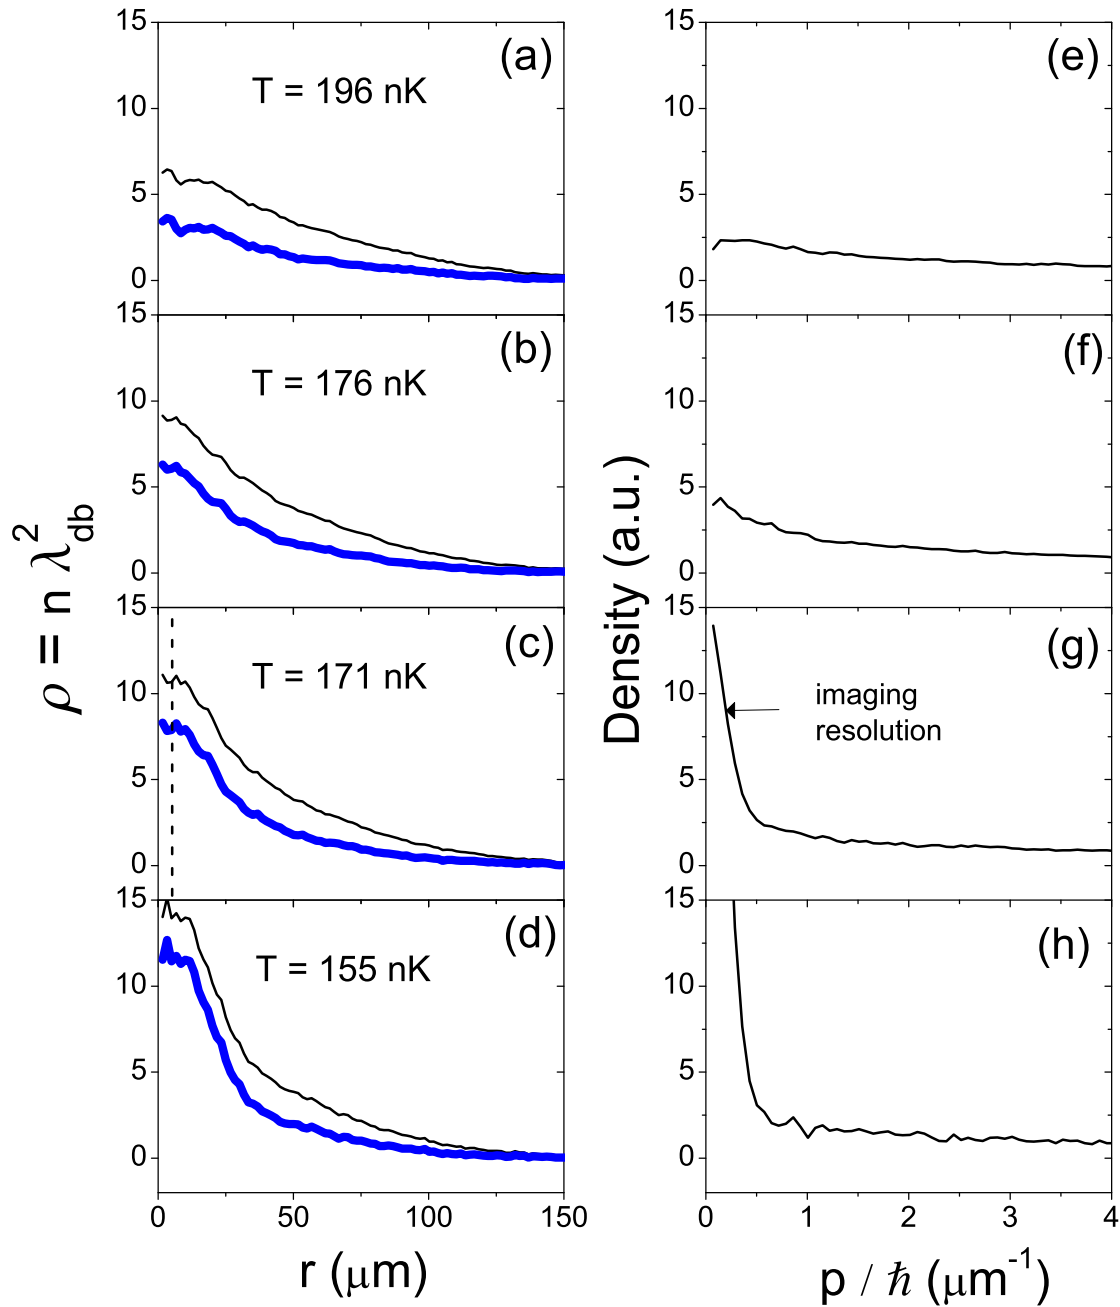 15
10
5
0
(a)
T = 196 nK
(e)
15
10
5
0
15
10
5
0
(b)
T = 176 nK
(f)
15
10
5
0
15
10
5
0
(c)
T = 171 nK
(g)
imaging
resolution
15
10
5
0
15
10
5
0
(d)
T = 155 nK
(h)
15
10
5
0
0 50 100 150
0 1 2 3 4
r (μm)
p / ℏ (μm⁻¹)
ρ = n λ²db
Density (a.u.)